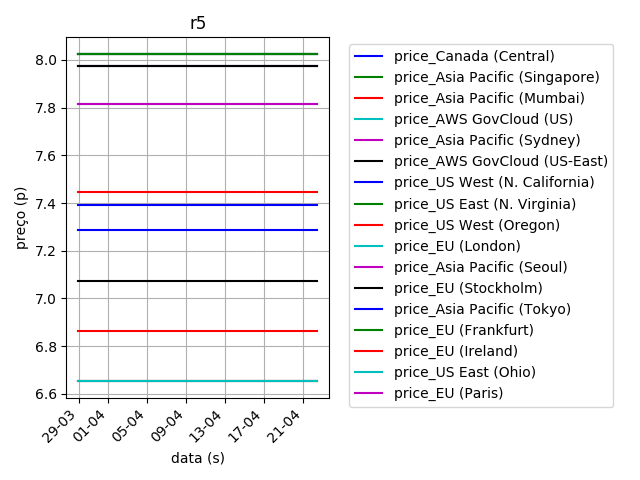 r5
preço (p)
8.0
7.8
7.6
7.4
7.2
7.0
6.8
6.6
29-03
01-04
05-04
09-04
13-04
17-04
21-04
data (s)
price_Canada (Central)
price_Asia Pacific (Singapore)
price_Asia Pacific (Mumbai)
price_AWS GovCloud (US)
price_Asia Pacific (Sydney)
price_AWS GovCloud (US-East)
price_US West (N. California)
price_US East (N. Virginia)
price_US West (Oregon)
price_EU (London)
price_Asia Pacific (Seoul)
price_EU (Stockholm)
price_Asia Pacific (Tokyo)
price_EU (Frankfurt)
price_EU (Ireland)
price_US East (Ohio)
price_EU (Paris)